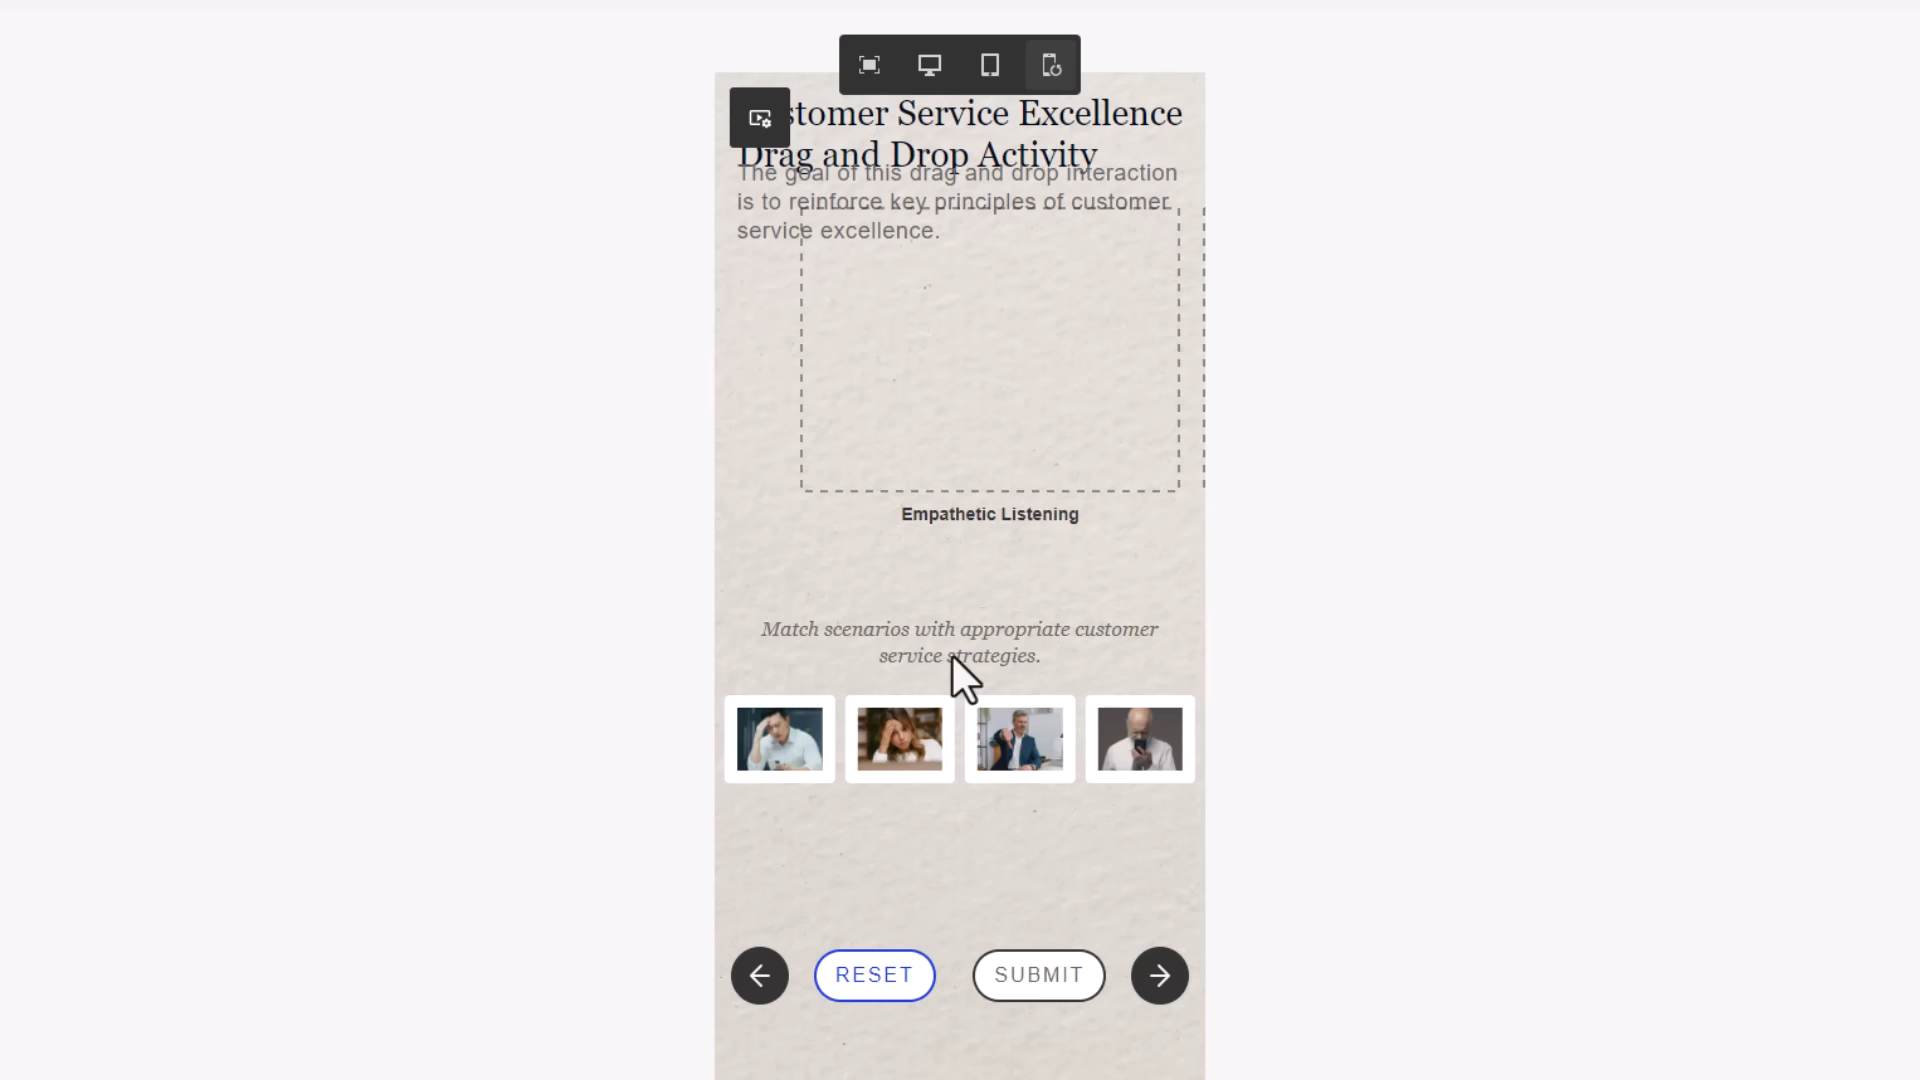 stomer Service Excellence
Drag and Drop Activity
The goal of this drag and drop interaction
is to reinforce key principles of customer
service excellence.
Empathetic Listening
Match scenarios with appropriate customer
service strategies.
RESET
SUBMIT